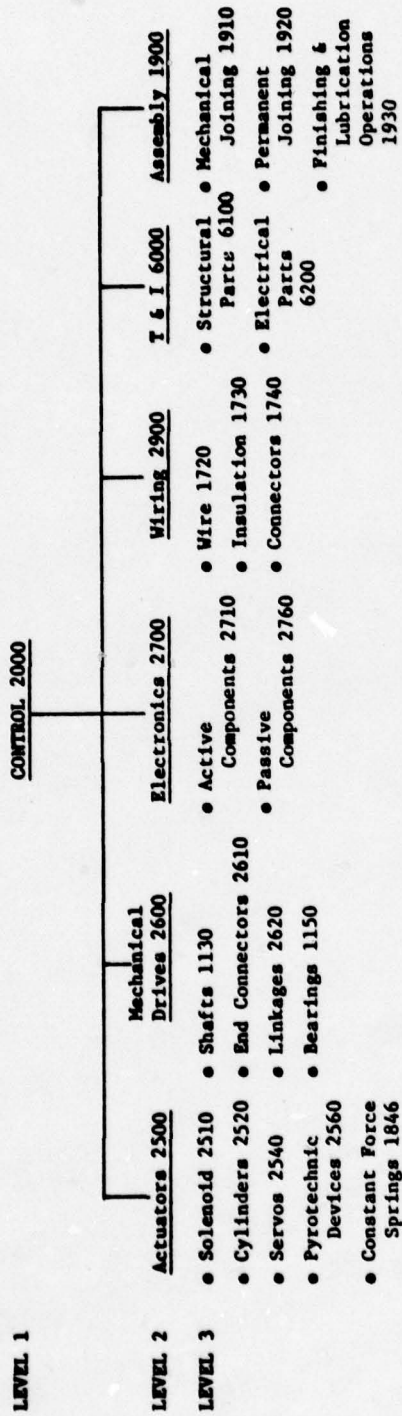 LEVEL 1
CONTROL 2000
LEVEL 2
Actuators 2500
Mechanical
Drives 2600
Electronics 2700
Wiring 2900
T & I 6000
Assembly 1900
LEVEL 3
• Solenoid 2510
• Cylinders 2520
• Servos 2540
• Pyrotechnic
Devices 2560
• Constant Force
Springs 1846
• Shafts 1130
• End Connectors 2610
• Linkages 2620
• Bearings 1150
• Active
Components 2710
• Passive
Components 2760
• Wire 1720
• Insulation 1730
• Connectors 1740
• Structural
Parts 6100
• Electrical
Parts
6200
• Mechanical
Joining 1910
• Permanent
Joining 1920
• Finishing &
Lubrication
Operations
1930